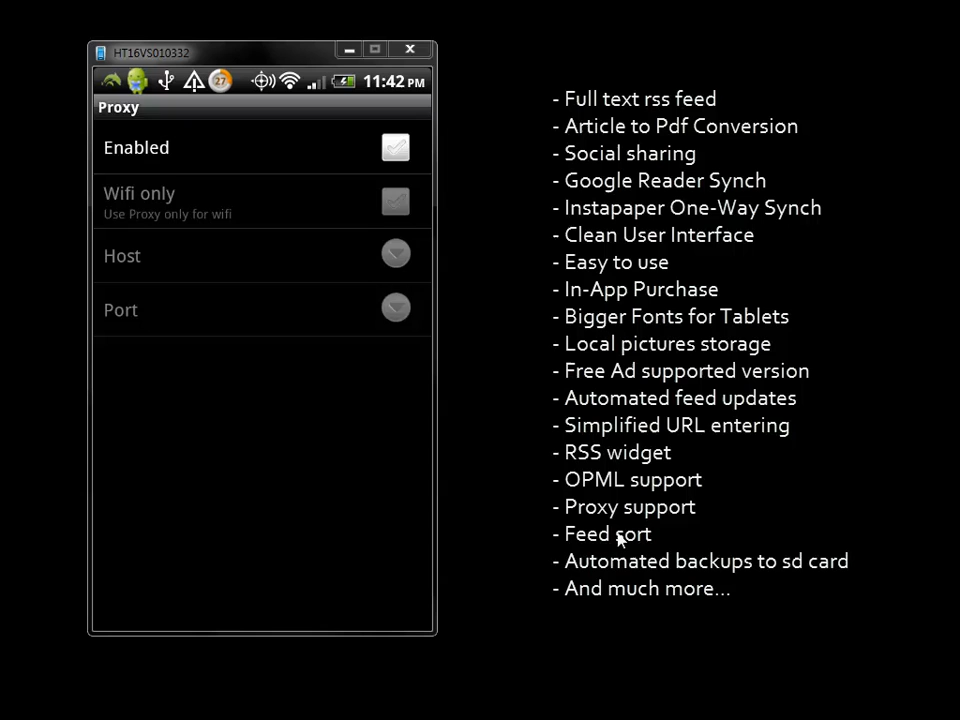 HT16VS010332
27
11:42 PM
Proxy
Enabled
Wifi only
Use Proxy only for wifi
Host
Port
- Full text rss feed
- Article to Pdf Conversion
- Social sharing
- Google Reader Synch
- Instapaper One-Way Synch
- Clean User Interface
- Easy to use
- In-App Purchase
- Bigger Fonts for Tablets
- Local pictures storage
- Free Ad supported version
- Automated feed updates
- Simplified URL entering
- RSS widget
- OPML support
- Proxy support
- Feed sort
- Automated backups to sd card
- And much more...